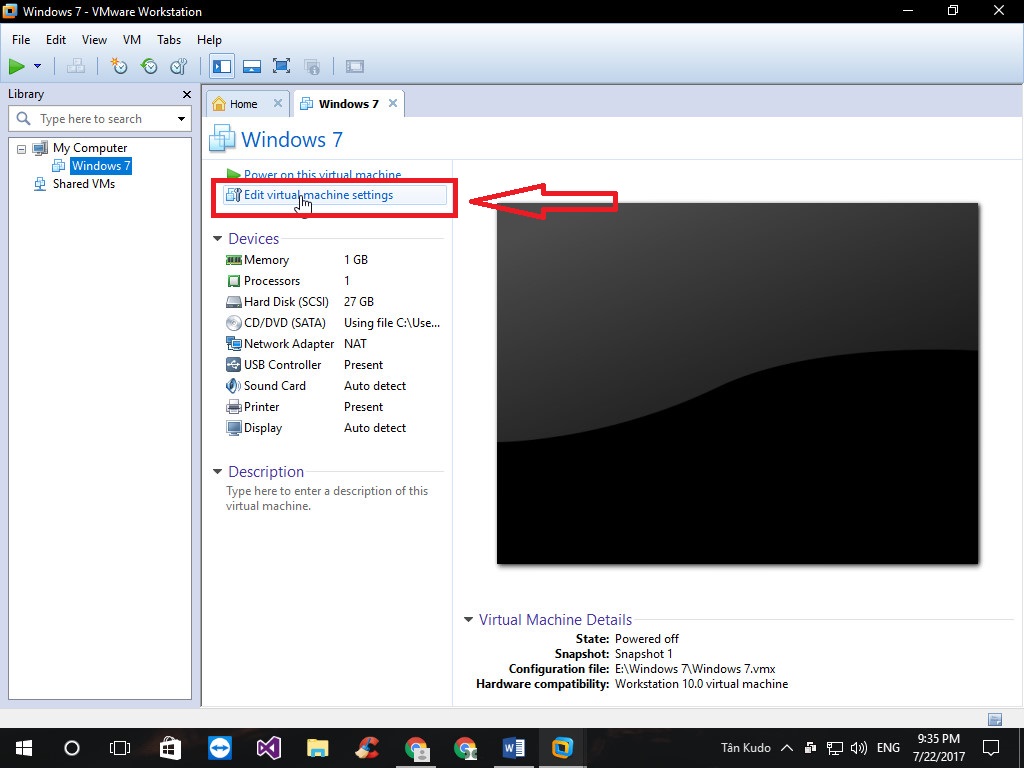 Windows 7 - VMware Workstation
File Edit View VM Tabs Help
Library
Type here to search
My Computer
Windows 7
Shared VMs
Home
Windows 7
Windows 7
Power on this virtual machine
Edit virtual machine settings
Devices
Memory 1 GB
Processors 1
Hard Disk (SCSI) 27 GB
CD/DVD (SATA) Using file C:\Use...
Network Adapter NAT
USB Controller Present
Sound Card Auto detect
Printer Present
Display Auto detect
Description
Type here to enter a description of this
virtual machine.
Virtual Machine Details
State: Powered off
Snapshot: Snapshot 1
Configuration file: E:\Windows 7\Windows 7.vmx
Hardware compatibility: Workstation 10.0 virtual machine
Tân Kudo
ENG
9:35 PM
7/22/2017